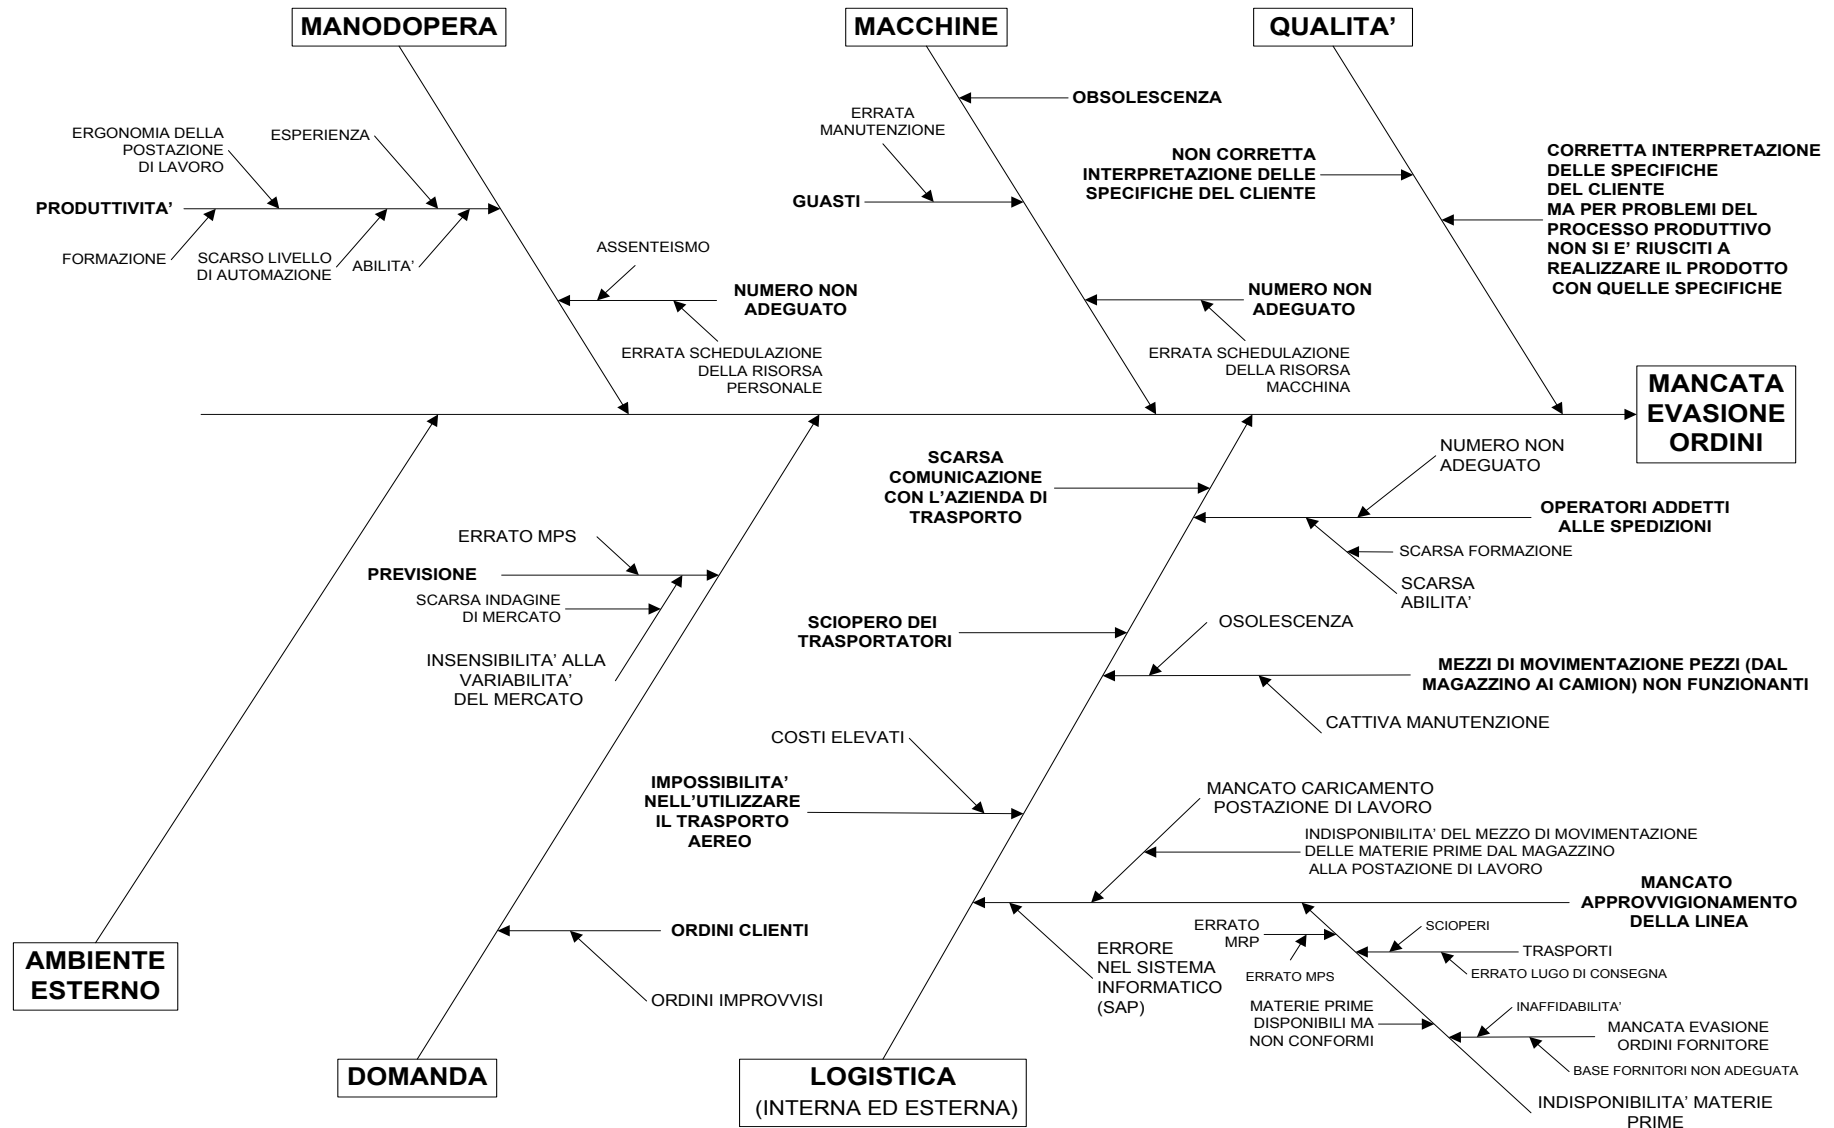 MANODOPERA
MACCHINE
QUALITA’
OBSOLESCENZA
ERRATA
MANUTENZIONE
ERGONOMIA DELLA
POSTAZIONE
DI LAVORO
ESPERIENZA
NON CORRETTA
INTERPRETAZIONE DELLE
SPECIFICHE DEL CLIENTE
CORRETTA INTERPRETAZIONE
DELLE SPECIFICHE
DEL CLIENTE
MA PER PROBLEMI DEL
PROCESSO PRODUTTIVO
NON SI E’ RIUSCITI A
REALIZZARE IL PRODOTTO
CON QUELLE SPECIFICHE
PRODUTTIVITA’
GUASTI
FORMAZIONE
SCARSO LIVELLO
DI AUTOMAZIONE
ABILITA’
ASSENTEISMO
NUMERO NON
ADEGUATO
NUMERO NON
ADEGUATO
ERRATA SCHEDULAZIONE
DELLA RISORSA
PERSONALE
ERRATA SCHEDULAZIONE
DELLA RISORSA
MACCHINA
MANCATA
EVASIONE
ORDINI
SCARSA
COMUNICAZIONE
CON L’AZIENDA DI
TRASPORTO
NUMERO NON
ADEGUATO
OPERATORI ADDETTI
ALLE SPEDIZIONI
SCARSA FORMAZIONE
SCARSA
ABILITA’
ERRATO MPS
PREVISIONE
SCARSA INDAGINE
DI MERCATO
INSENSIBILITA’ ALLA
VARIABILITA’
DEL MERCATO
SCIOPERO DEI
TRASPORTATORI
OSOLESCENZA
MEZZI DI MOVIMENTAZIONE PEZZI (DAL
MAGAZZINO AI CAMION) NON FUNZIONANTI
CATTIVA MANUTENZIONE
COSTI ELEVATI
IMPOSSIBILITA’
NELL’UTILIZZARE
IL TRASPORTO
AEREO
MANCATO CARICAMENTO
POSTAZIONE DI LAVORO
INDISPONIBILITA’ DEL MEZZO DI MOVIMENTAZIONE
DELLE MATERIE PRIME DAL MAGAZZINO
ALLA POSTAZIONE DI LAVORO
MANCATO
APPROVVIGIONAMENTO
DELLA LINEA
ORDINI CLIENTI
ORDINI IMPROVVISI
ERRORE
NEL SISTEMA
INFORMATICO
(SAP)
ERRATO
MRP
ERRATO MPS
SCIOPERI
TRASPORTI
ERRATO LUGO DI CONSEGNA
MATERIE PRIME
DISPONIBILI MA
NON CONFORMI
INAFFIDABILITA’
MANCATA EVASIONE
ORDINI FORNITORE
BASE FORNITORI NON ADEGUATA
INDISPONIBILITA’ MATERIE
PRIME
AMBIENTE
ESTERNO
DOMANDA
LOGISTICA
(INTERNA ED ESTERNA)